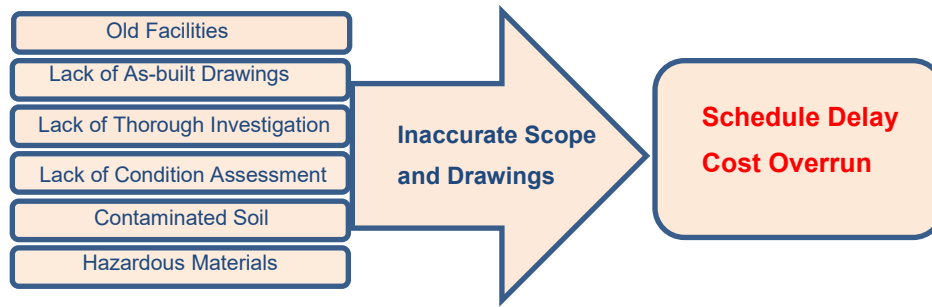 Old Facilities
Lack of As-built Drawings
Lack of Thorough Investigation
Lack of Condition Assessment
Contaminated Soil
Hazardous Materials
Inaccurate Scope
and Drawings
Schedule Delay
Cost Overrun